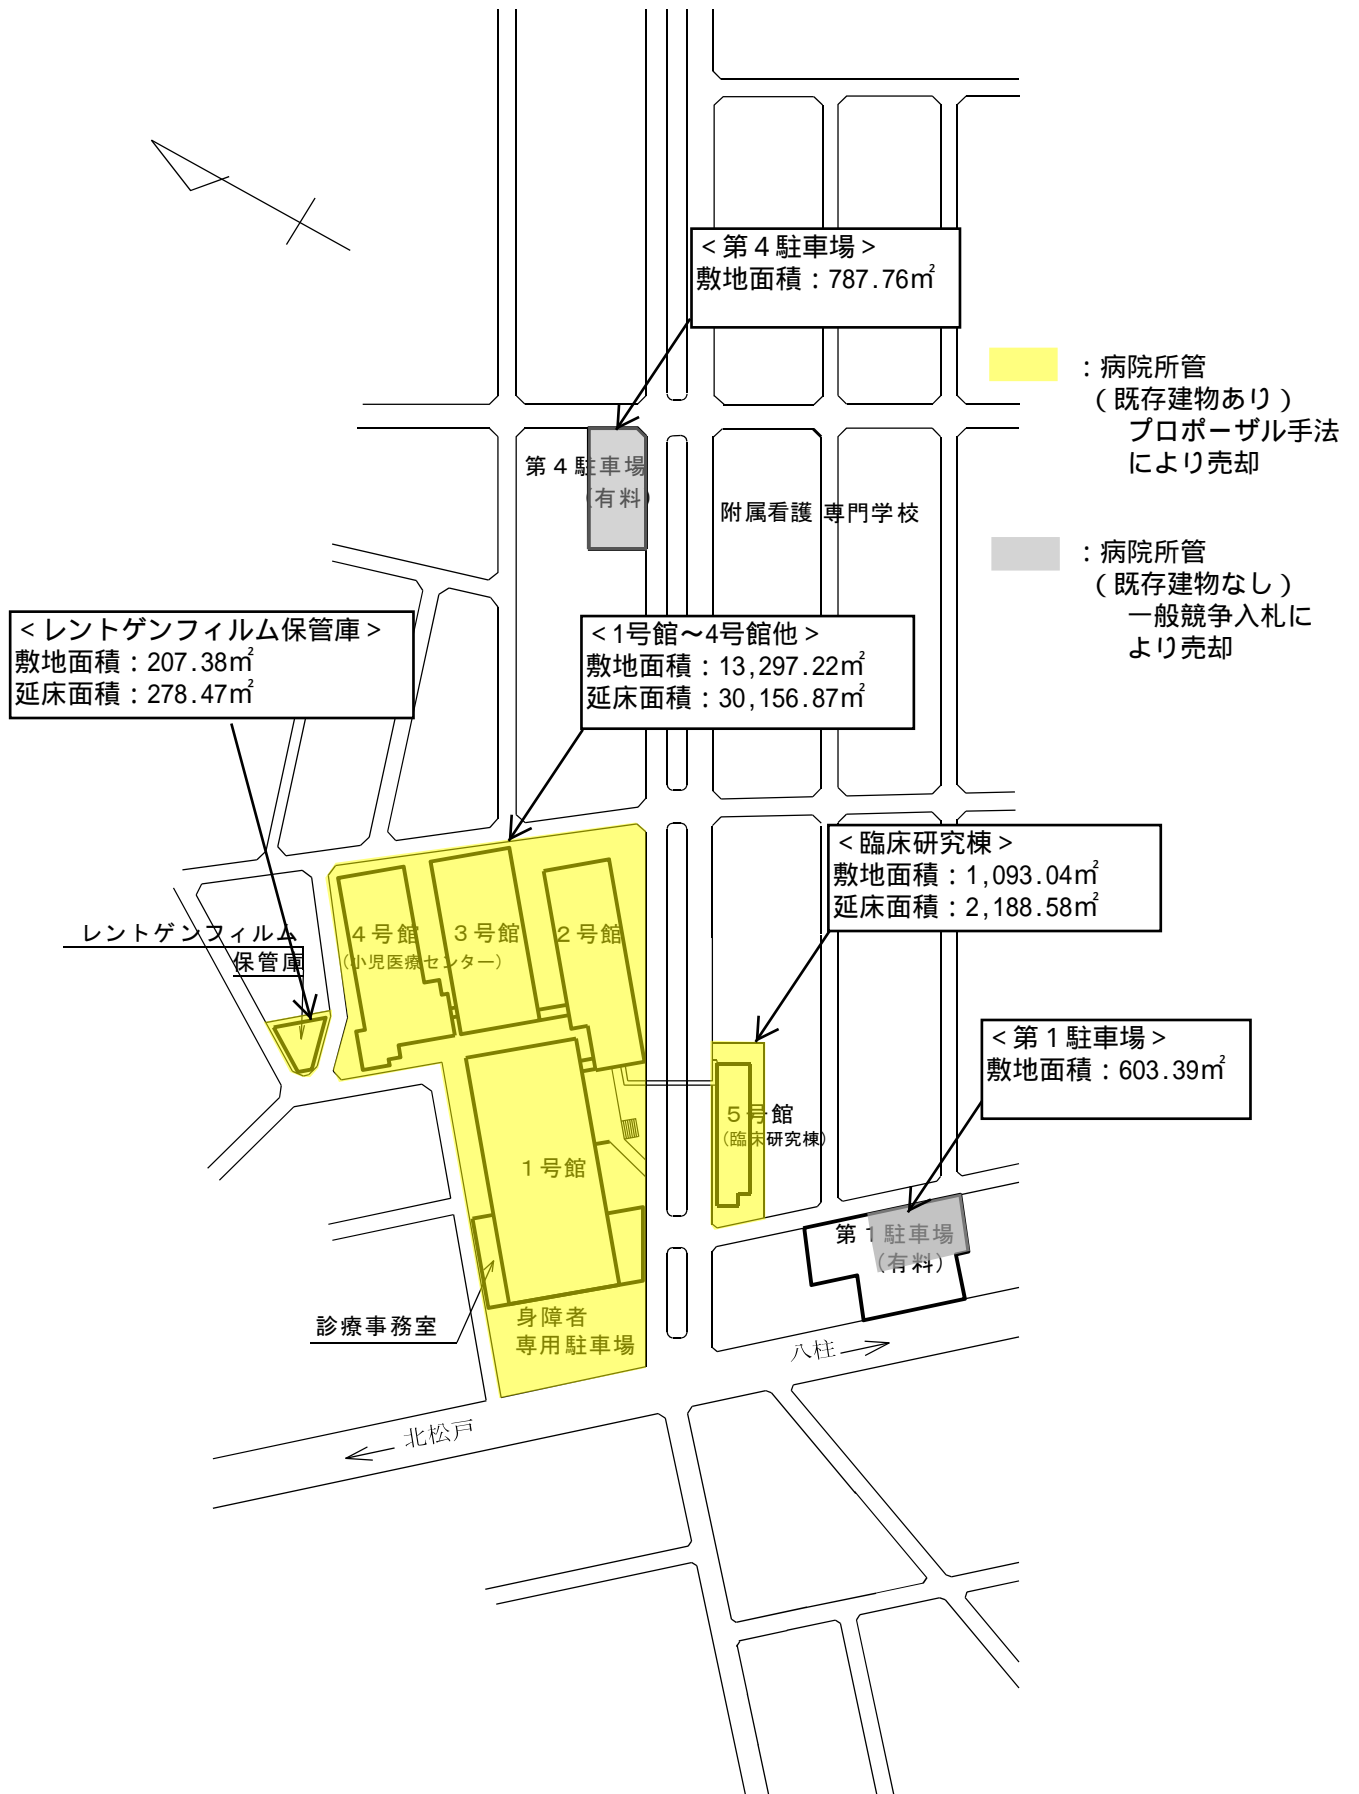 ＜第４駐車場＞
敷地面積：787.76㎡
：病院所管
（既存建物あり）
プロポーザル手法
により売却
第４駐車場
（有料）
附属看護 専門学校
：病院所管
（既存建物なし）
一般競争入札に
より売却
＜レントゲンフィルム保管庫＞
敷地面積：207.38㎡
延床面積：278.47㎡
＜1号館～4号館他＞
敷地面積：13,297.22㎡
延床面積：30,156.87㎡
＜臨床研究棟＞
敷地面積：1,093.04㎡
延床面積：2,188.58㎡
レントゲンフィルム
保管庫
４号館
（小児医療センター）
３号館
２号館
＜第１駐車場＞
敷地面積：603.39㎡
５号館
（臨床研究棟）
１号館
第１駐車場
（有料）
診療事務室
身障者
専用駐車場
八柱
北松戸